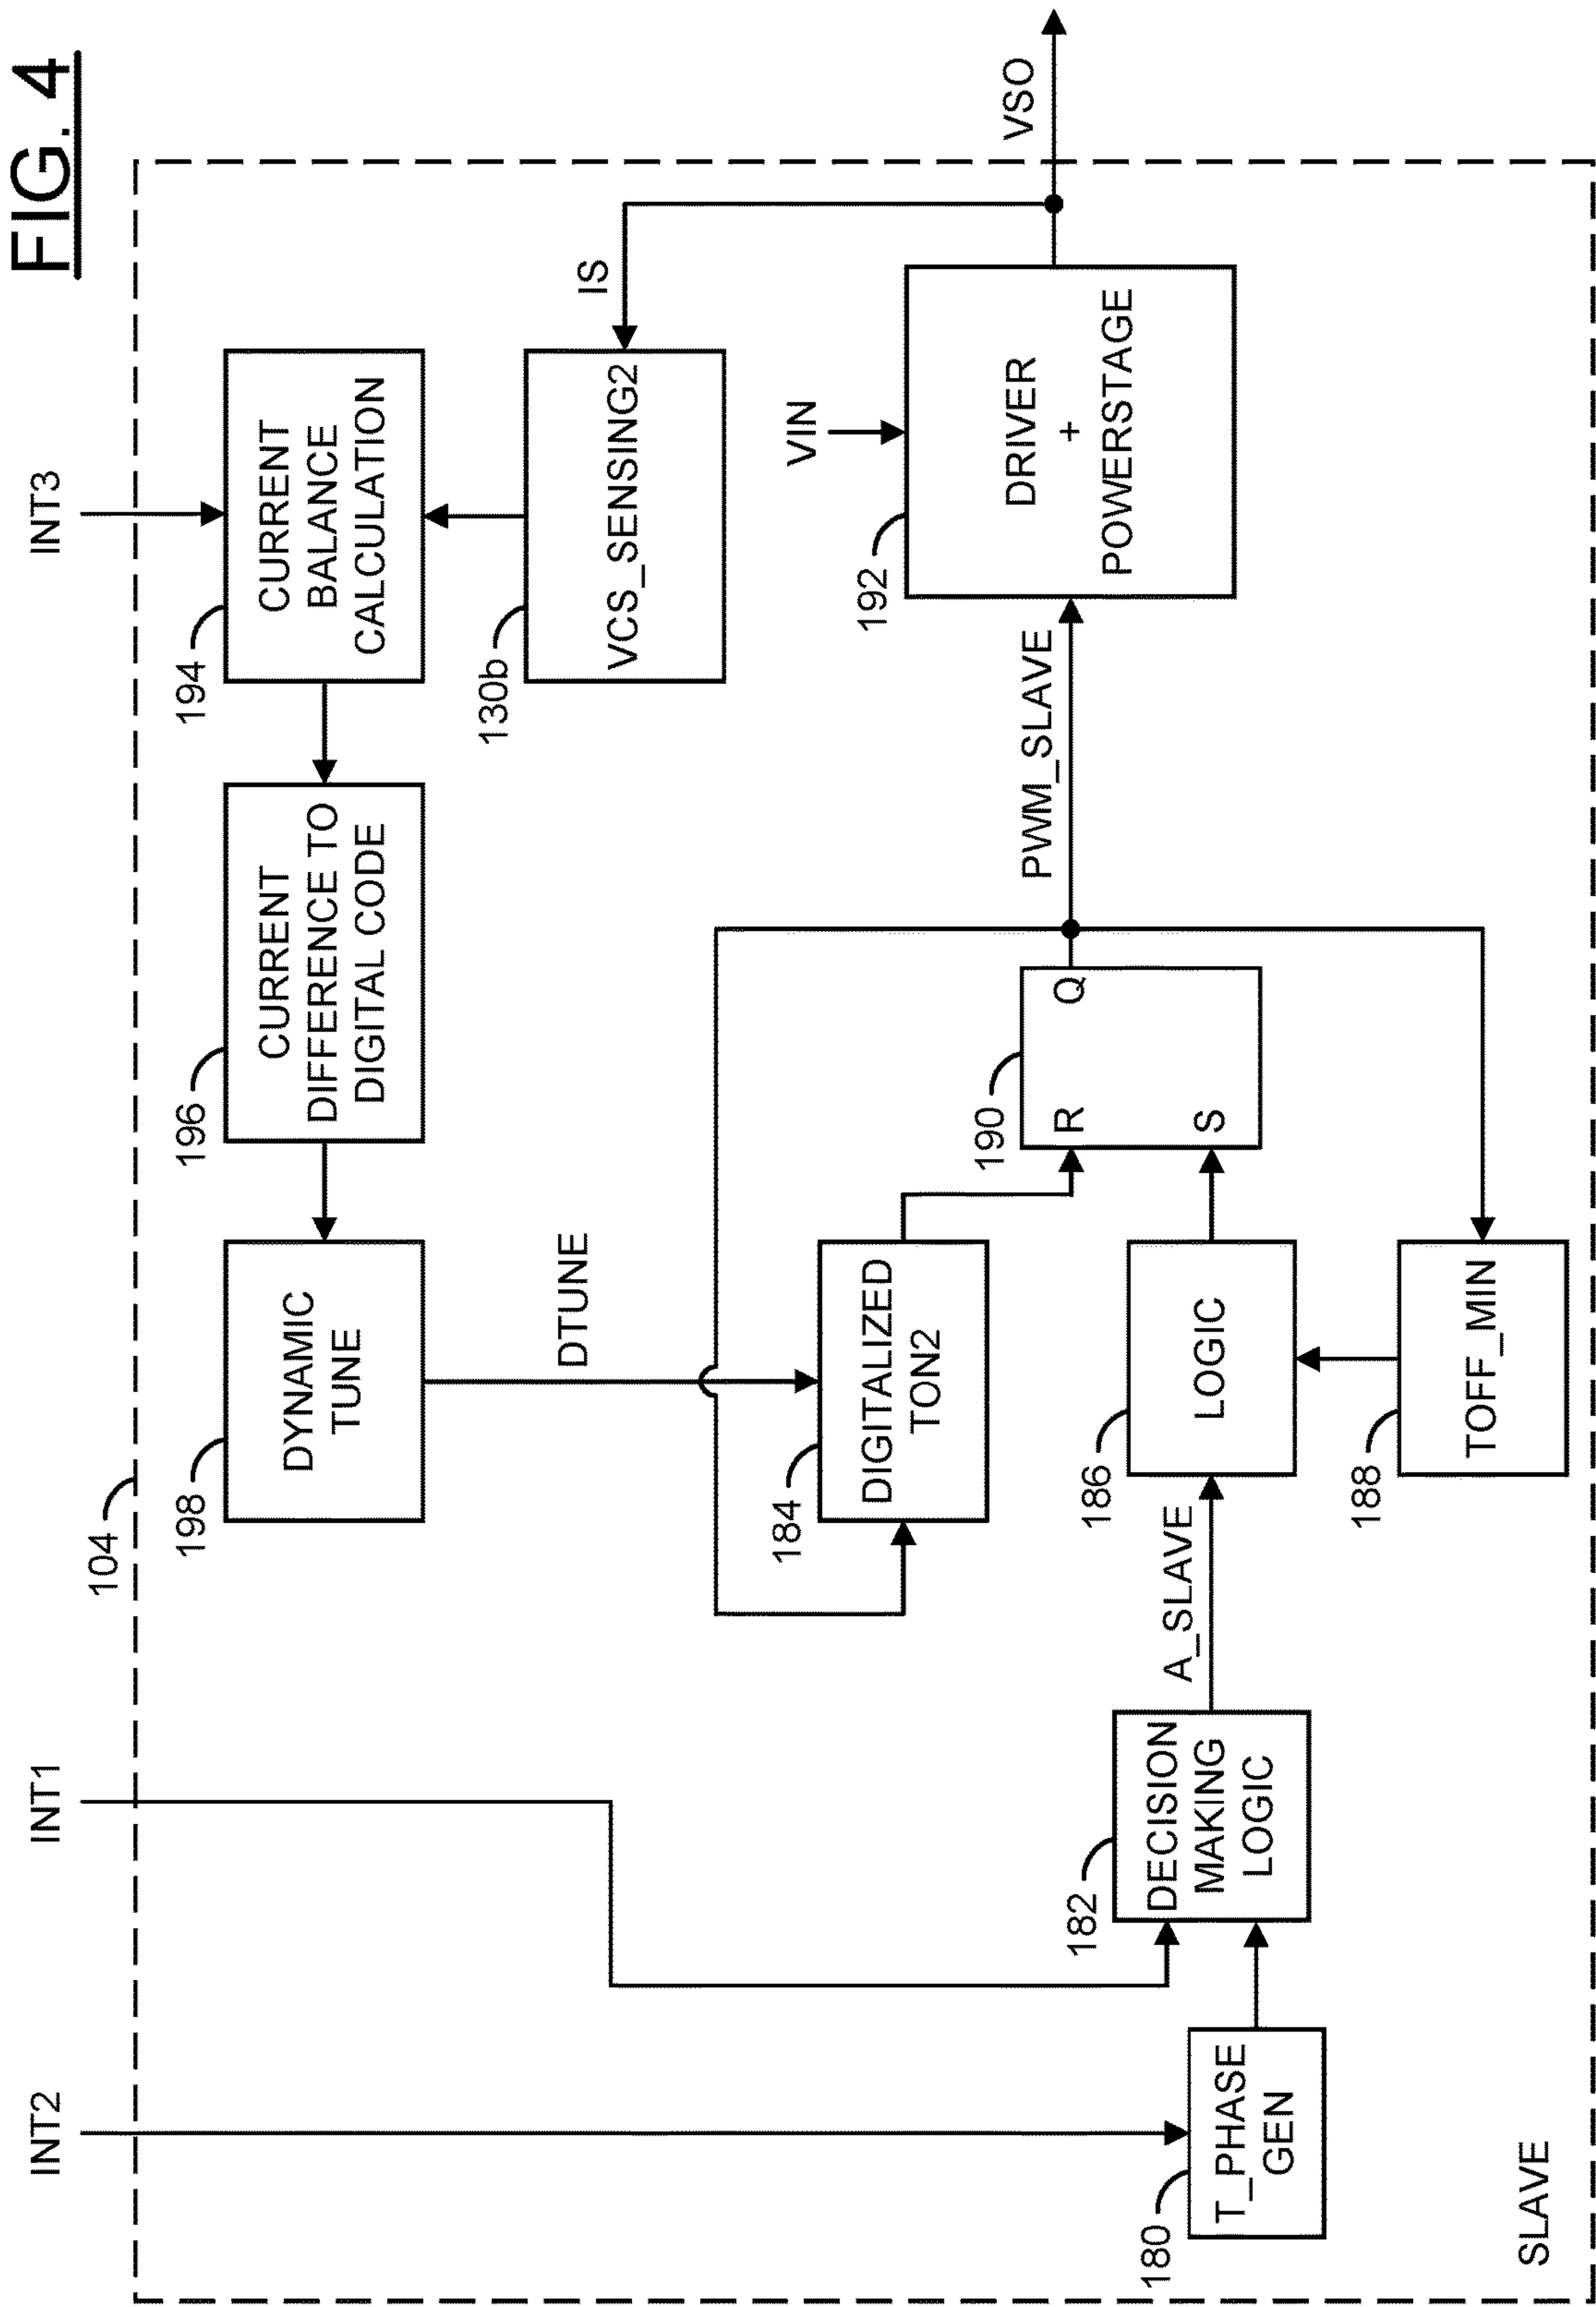 FIG. 4
INT2
INT1
INT3
104
198
DYNAMIC
TUNE
196
CURRENT
DIFFERENCE TO
DIGITAL CODE
194
CURRENT
BALANCE
CALCULATION
130b
VCS_SENSING2
IS
DTUNE
184
DIGITALIZED
TON2
VIN
192
DRIVER
+
POWERSTAGE
VSO
190
R
Q
S
PWM_SLAVE
180
T_PHASE
GEN
182
DECISION
MAKING
LOGIC
A_SLAVE
186
LOGIC
188
TOFF_MIN
SLAVE